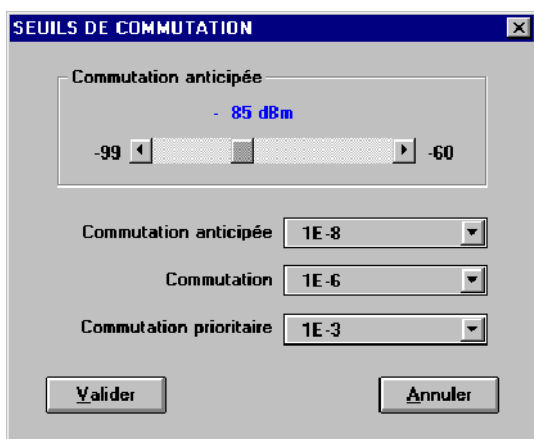 SEUILS DE COMMUTATION
Commutation anticipée
- 85 dBm
-99 -60
Commutation anticipée 1E-8
Commutation 1E-6
Commutation prioritaire 1E-3
Valider Annuler